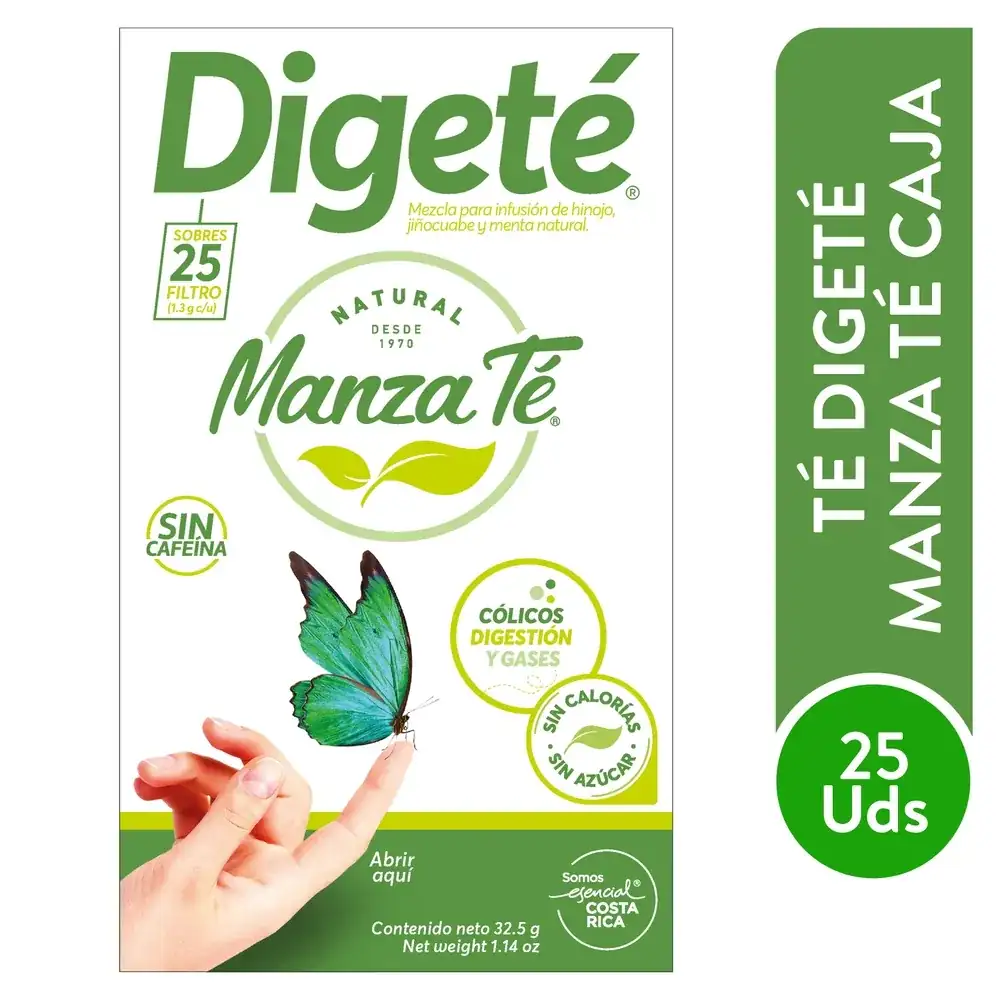 Digeté®
Mezcla para infusión de hinojo,
jiñocuabe y menta natural.
SOBRES
25
FILTRO
(1.3 g c/u)
NATURAL
DESDE
1970
Manza Té®
SIN
CAFEÍNA
CÓLICOS
DIGESTIÓN
Y GASES
SIN CALORÍAS
• SIN AZÚCAR •
Abrir
aquí
Somos
esencial®
COSTA
RICA
Contenido neto 32.5 g
Net weight 1.14 oz
TÉ DIGETÉ
MANZA TÉ CAJA
25
Uds